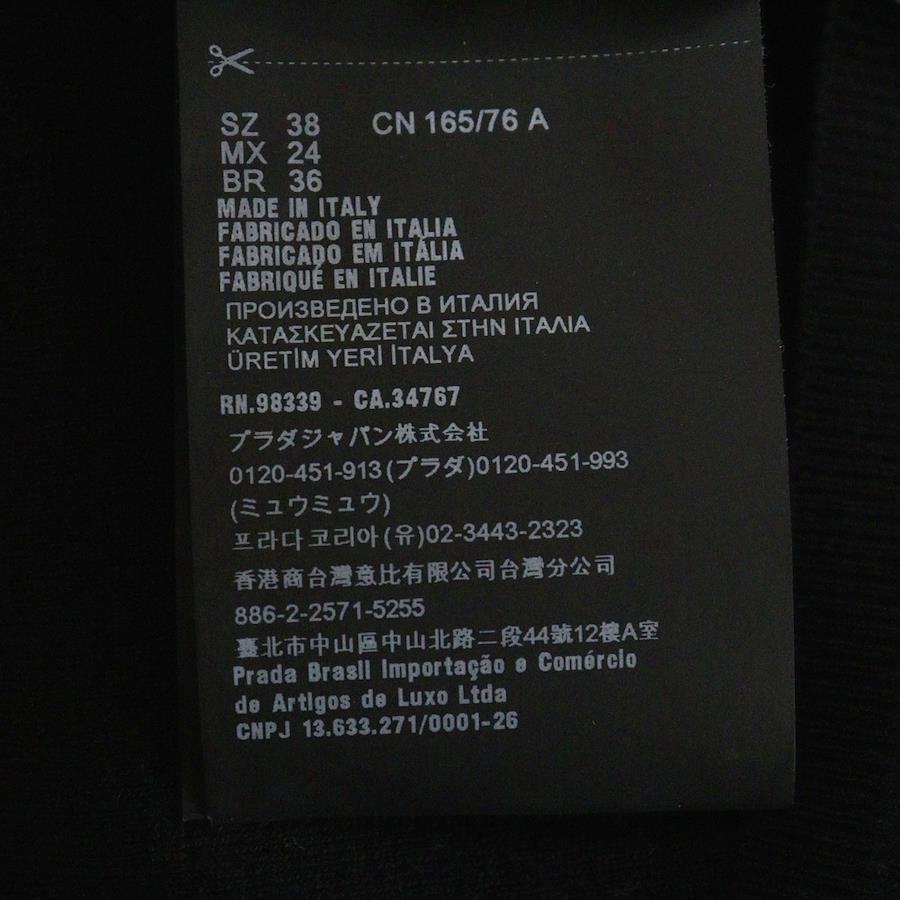 SZ 38 CN 165/76 A
MX 24
BR 36
MADE IN ITALY
FABRICADO EN ITALIA
FABRICADO EM ITÁLIA
FABRIQUÉ EN ITALIE
ПРОИЗВЕДЕНО В ИТАЛИЯ
ΚΑΤΑΣΚΕΥΑΖΕΤΑΙ ΣΤΗΝ ΙΤΑΛΙΑ
ÜRETİM YERİ İTALYA
RN.98339 - CA.34767
プラダジャパン株式会社
0120-451-913(プラダ)0120-451-993
(ミュウミュウ)
프라다코리아(유)02-3443-2323
香港商台灣意比有限公司台灣分公司
886-2-2571-5255
臺北市中山區中山北路二段44號12樓A室
Prada Brasil Importação e Comércio
de Artigos de Luxo Ltda
CNPJ 13.633.271/0001-26